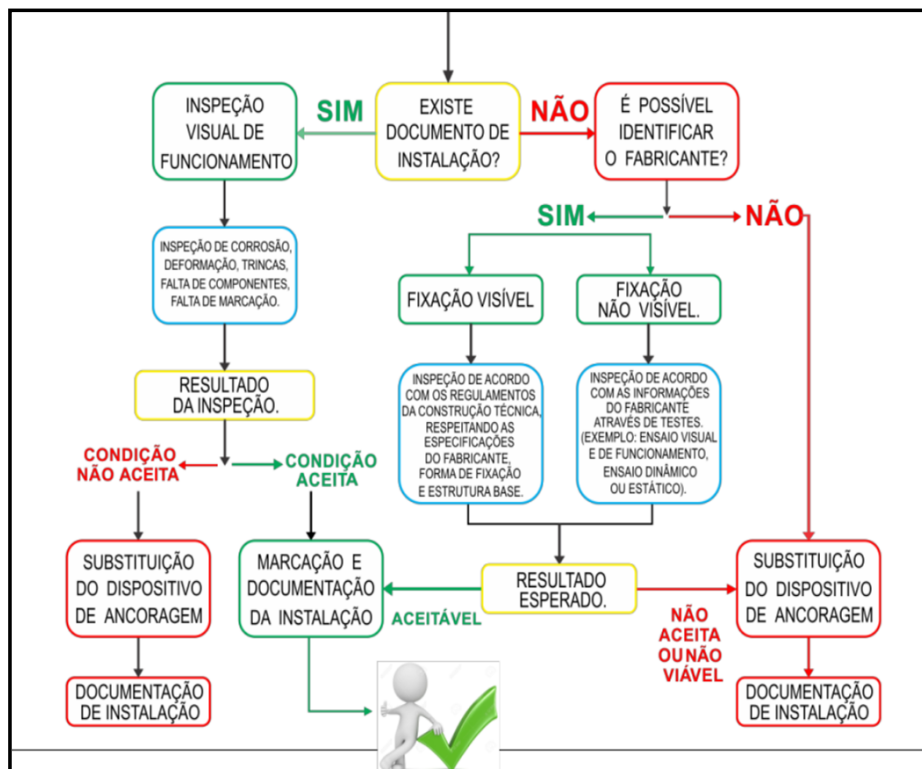 INSPEÇÃO
VISUAL DE
FUNCIONAMENTO
SIM
EXISTE
DOCUMENTO DE
INSTALAÇÃO?
NÃO
É POSSÍVEL
IDENTIFICAR
O FABRICANTE?
SIM
NÃO
INSPEÇÃO DE CORROSÃO,
DEFORMAÇÃO, TRINCAS,
FALTA DE COMPONENTES,
FALTA DE MARCAÇÃO.
FIXAÇÃO VISÍVEL
FIXAÇÃO
NÃO VISÍVEL.
RESULTADO
DA INSPEÇÃO.
INSPEÇÃO DE ACORDO
COM OS REGULAMENTOS
DA CONSTRUÇÃO TÉCNICA,
RESPEITANDO AS
ESPECIFICAÇÕES
DO FABRICANTE,
FORMA DE FIXAÇÃO
E ESTRUTURA BASE.
INSPEÇÃO DE ACORDO
COM AS INFORMAÇÕES
DO FABRICANTE
ATRAVÉS DE TESTES.
(EXEMPLO: ENSAIO VISUAL
E DE FUNCIONAMENTO,
ENSAIO DINÂMICO
OU ESTÁTICO).
CONDIÇÃO
NÃO ACEITA
CONDIÇÃO
ACEITA
SUBSTITUIÇÃO
DO DISPOSITIVO
DE ANCORAGEM
MARCAÇÃO E
DOCUMENTAÇÃO
DA INSTALAÇÃO
ACEITÁVEL
RESULTADO
ESPERADO.
NÃO
ACEITA
OU NÃO
VIÁVEL
SUBSTITUIÇÃO
DO DISPOSITIVO
DE ANCORAGEM
DOCUMENTAÇÃO
DE INSTALAÇÃO
DOCUMENTAÇÃO
DE INSTALAÇÃO